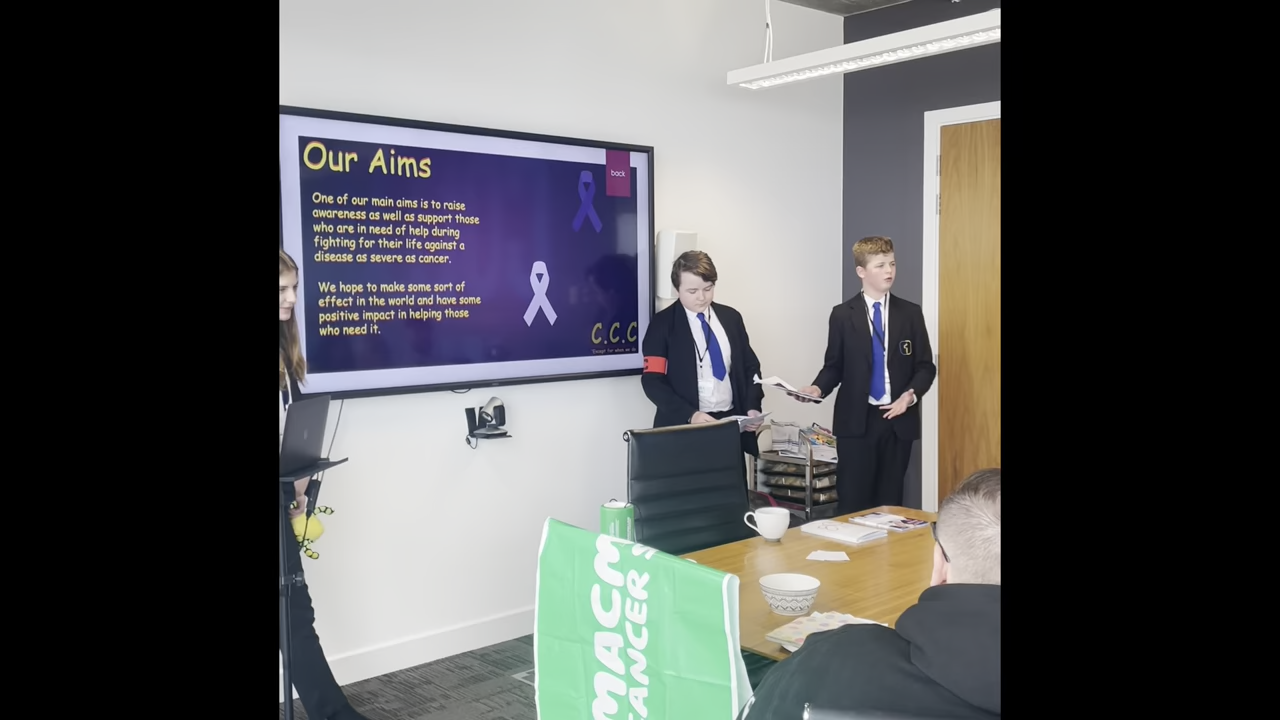 Our Aims
back
One of our main aims is to raise
awareness as well as support those
who are in need of help during
fighting for their life against a
disease as severe as cancer.
We hope to make some sort of
effect in the world and have some
positive impact in helping those
who need it.
C.C.C
MACM
CANCER